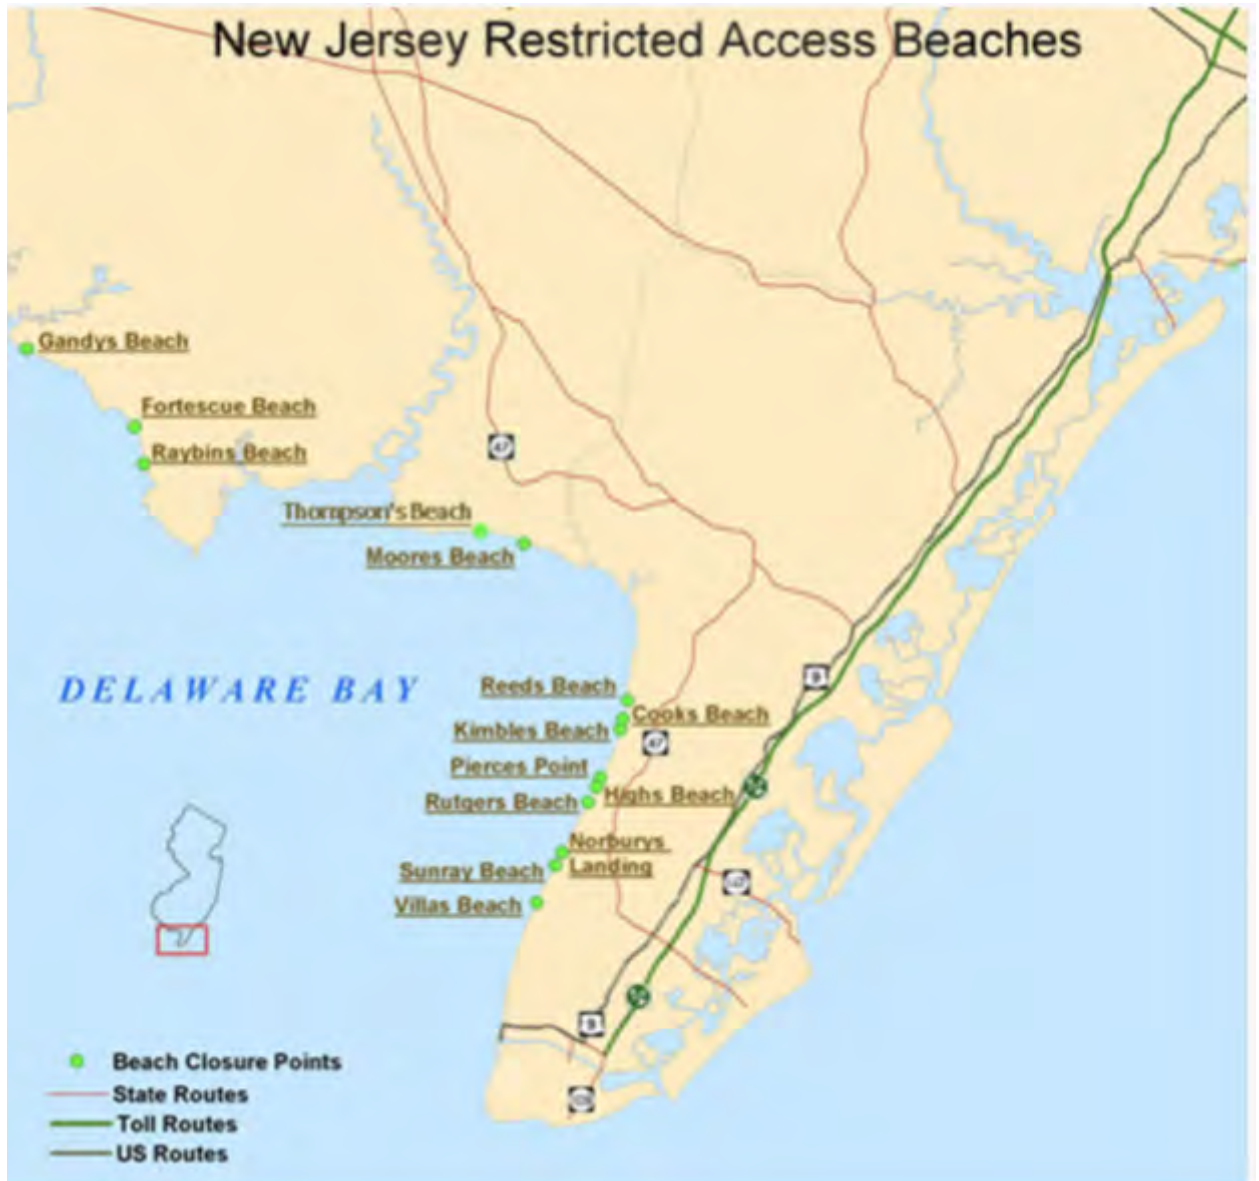 New Jersey Restricted Access Beaches
Gandys Beach
Fortescue Beach
Raybins Beach
47
Thompson's Beach
Moores Beach
9
DELAWARE BAY
Reeds Beach
Cooks Beach
Kimbles Beach
47
Pierces Point
Highs Beach
Rutgers Beach
Norburys
Landing
Sunray Beach
Villas Beach
9
Beach Closure Points
State Routes
Toll Routes
US Routes